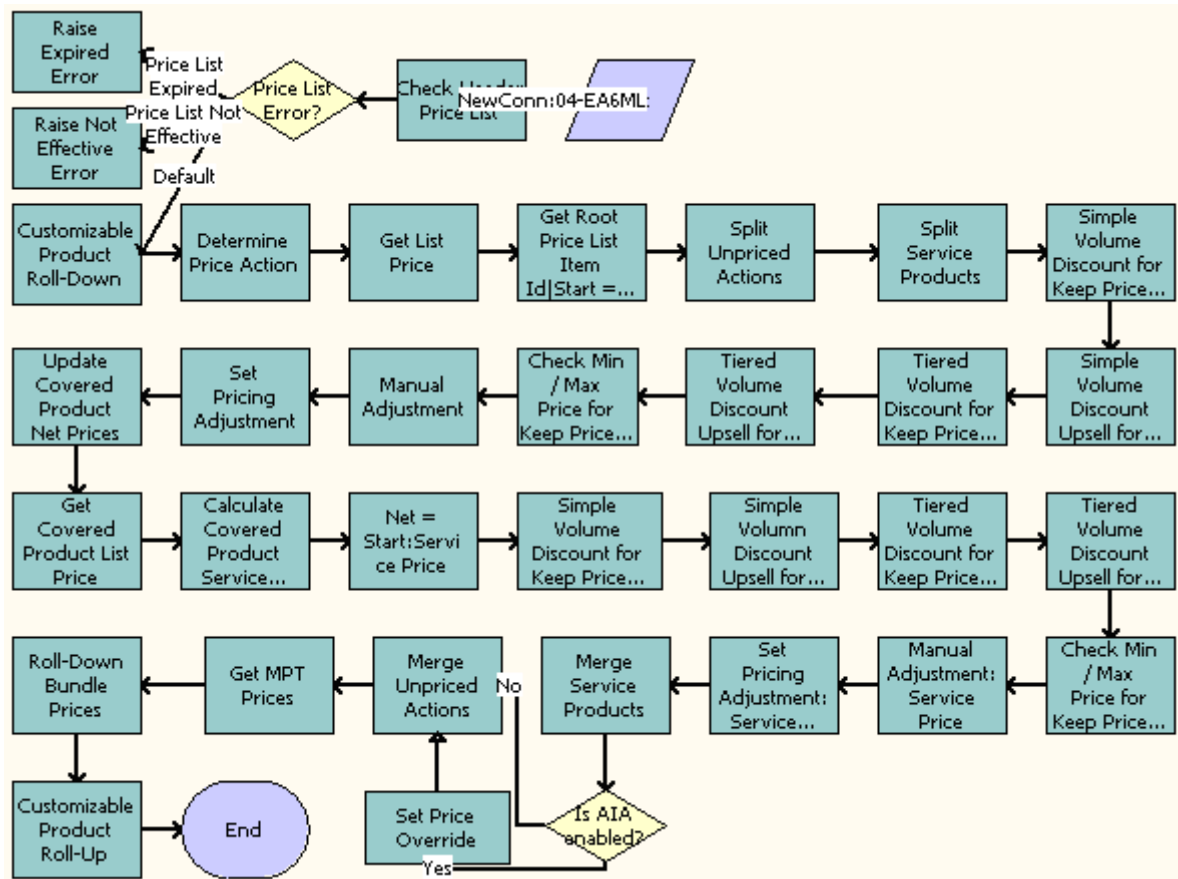 Raise
Expired
Error
Price List
Expired
Price List
Error?
Check Header
Price List
NewConn:04-EA6ML:
Raise Not
Effective
Error
Price List Not
Effective
Default
Customizable
Product
Roll-Down
Determine
Price Action
Get List
Price
Get Root
Price List
Item
Id|Start =...
Split
Unpriced
Actions
Split
Service
Products
Simple
Volume
Discount for
Keep Price...
Update
Covered
Product
Net Prices
Set
Pricing
Adjustment
Manual
Adjustment
Check Min
/ Max
Price for
Keep Price...
Tiered
Volume
Discount
Upsell for...
Tiered
Volume
Discount for
Keep Price...
Simple
Volume
Discount
Upsell for...
Get
Covered
Product List
Price
Calculate
Covered
Product
Service...
Net =
Start:Servi
ce Price
Simple
Volume
Discount for
Keep Price...
Simple
Volumn
Discount
Upsell for...
Tiered
Volume
Discount for
Keep Price...
Tiered
Volume
Discount
Upsell for...
Roll-Down
Bundle
Prices
Get MPT
Prices
Merge
Unpriced
Actions
No
Merge
Service
Products
Set
Pricing
Adjustment:
Service...
Manual
Adjustment:
Service
Price
Check Min
/ Max
Price for
Keep Price...
Customizable
Product
Roll-Up
End
Set Price
Override
Is AIA
enabled?
Yes